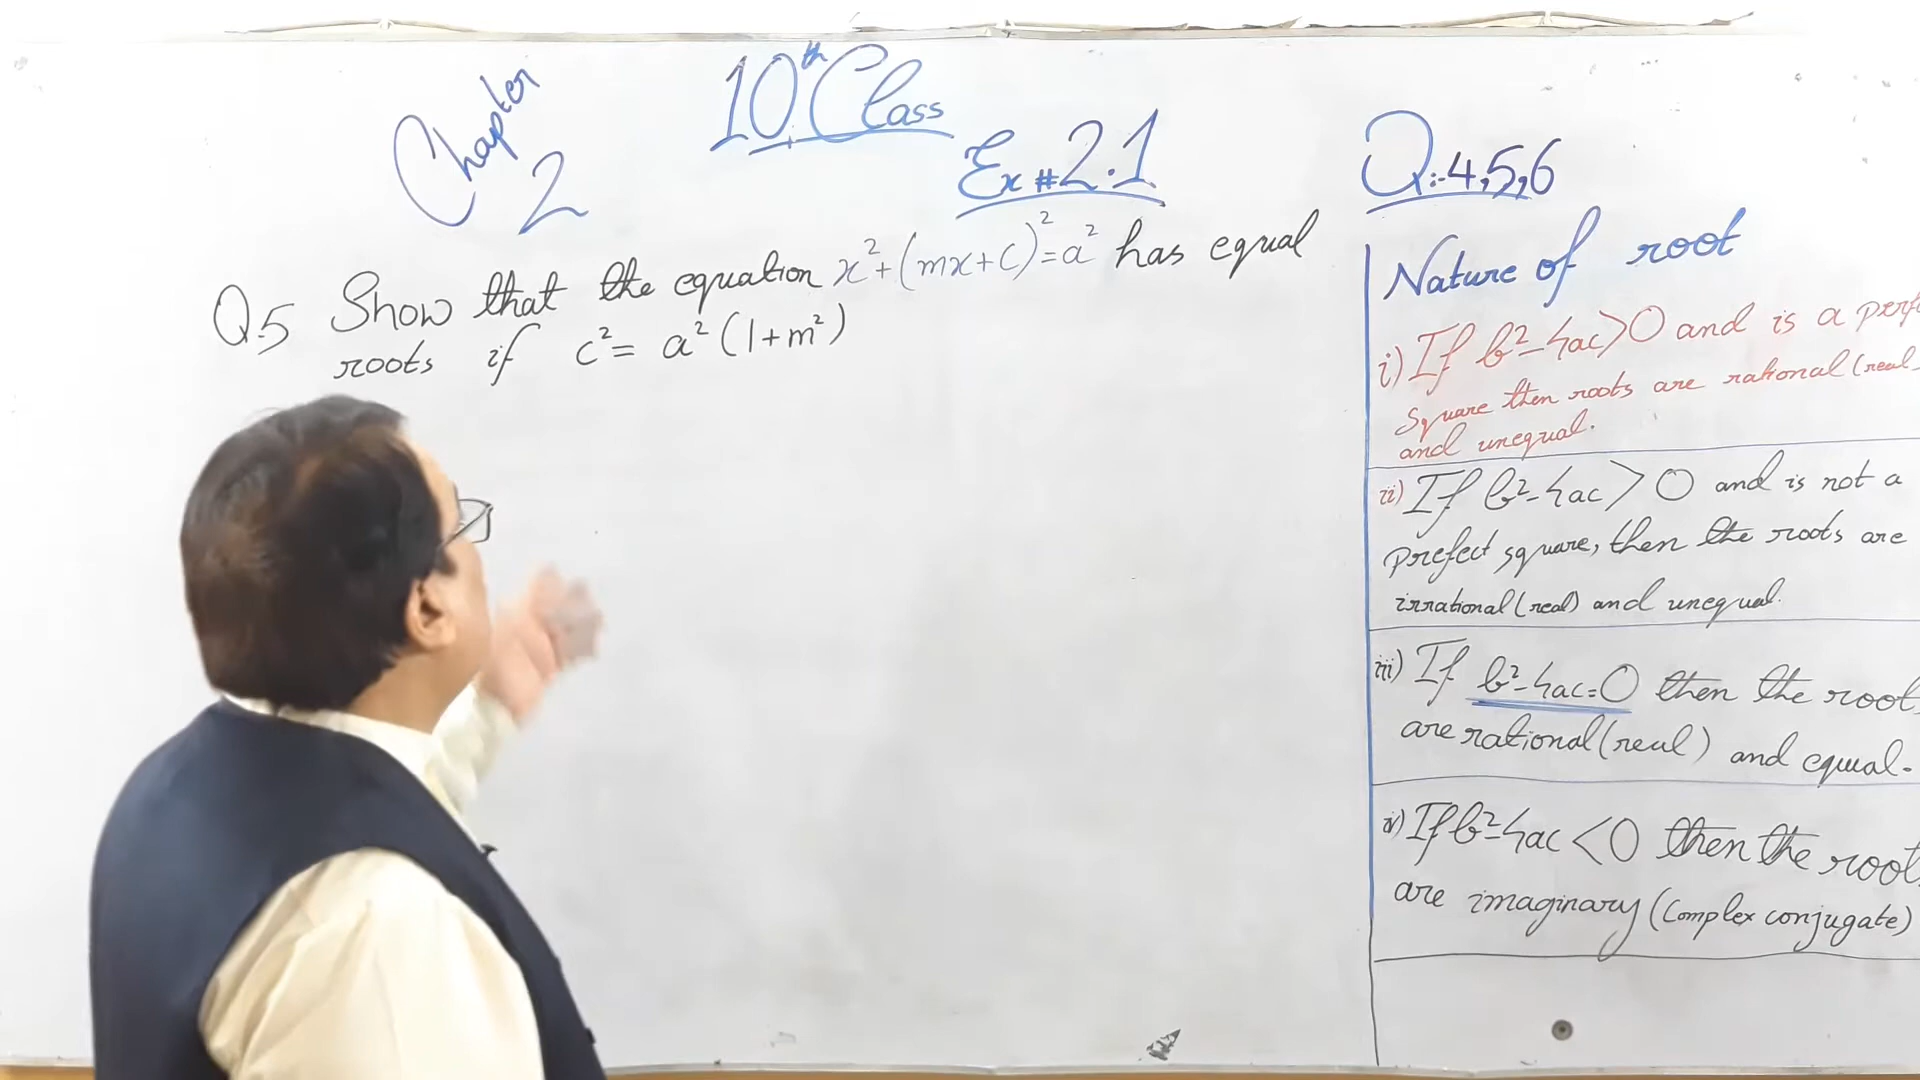 Chapter
2
10th Class
Ex # 2.1
Q:-4,5,6
Q.5 Show that the equation x²+(mx+c)²=a² has equal
roots if c²= a²(1+m²)
Nature of root
i) If b²-4ac>0 and is a perf
Square then roots are rational (real
and unequal.
ii) If b²-4ac > 0 and is not a
prefect square, then the roots are
irrational (real) and unequal.
iii) If b²-4ac=0 then the root
are rational (real) and equal.
iv) If b²-4ac <0 then the root
are imaginary (Complex conjugate)